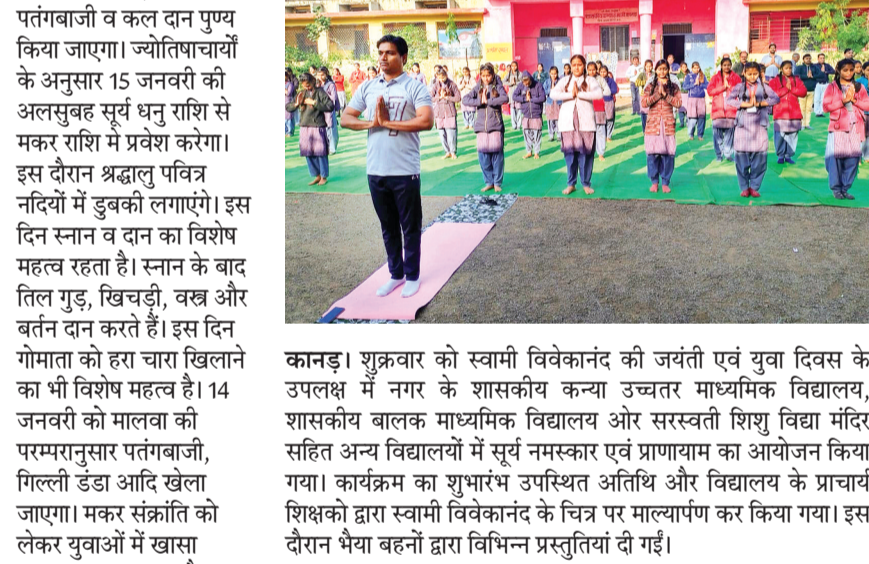 पतंगबाजी व कल दान पुण्य
किया जाएगा। ज्योतिषाचार्यों
के अनुसार 15 जनवरी की
अलसुबह सूर्य धनु राशि से
मकर राशि मे प्रवेश करेगा।
इस दौरान श्रद्धालु पवित्र
नदियों में डुबकी लगाएंगे। इस
दिन स्नान व दान का विशेष
महत्व रहता है। स्नान के बाद
तिल गुड़, खिचड़ी, वस्त्र और
बर्तन दान करते हैं। इस दिन
गोमाता को हरा चारा खिलाने
का भी विशेष महत्व है। 14
जनवरी को मालवा की
परम्परानुसार पतंगबाजी,
गिल्ली डंडा आदि खेला
जाएगा। मकर संक्रांति को
लेकर युवाओं में खासा
कानड़। शुक्रवार को स्वामी विवेकानंद की जयंती एवं युवा दिवस के
उपलक्ष में नगर के शासकीय कन्या उच्चतर माध्यमिक विद्यालय,
शासकीय बालक माध्यमिक विद्यालय ओर सरस्वती शिशु विद्या मंदिर
सहित अन्य विद्यालयों में सूर्य नमस्कार एवं प्राणायाम का आयोजन किया
गया। कार्यक्रम का शुभारंभ उपस्थित अतिथि और विद्यालय के प्राचार्य
शिक्षको द्वारा स्वामी विवेकानंद के चित्र पर माल्यार्पण कर किया गया। इस
दौरान भैया बहनों द्वारा विभिन्न प्रस्तुतियां दी गईं।